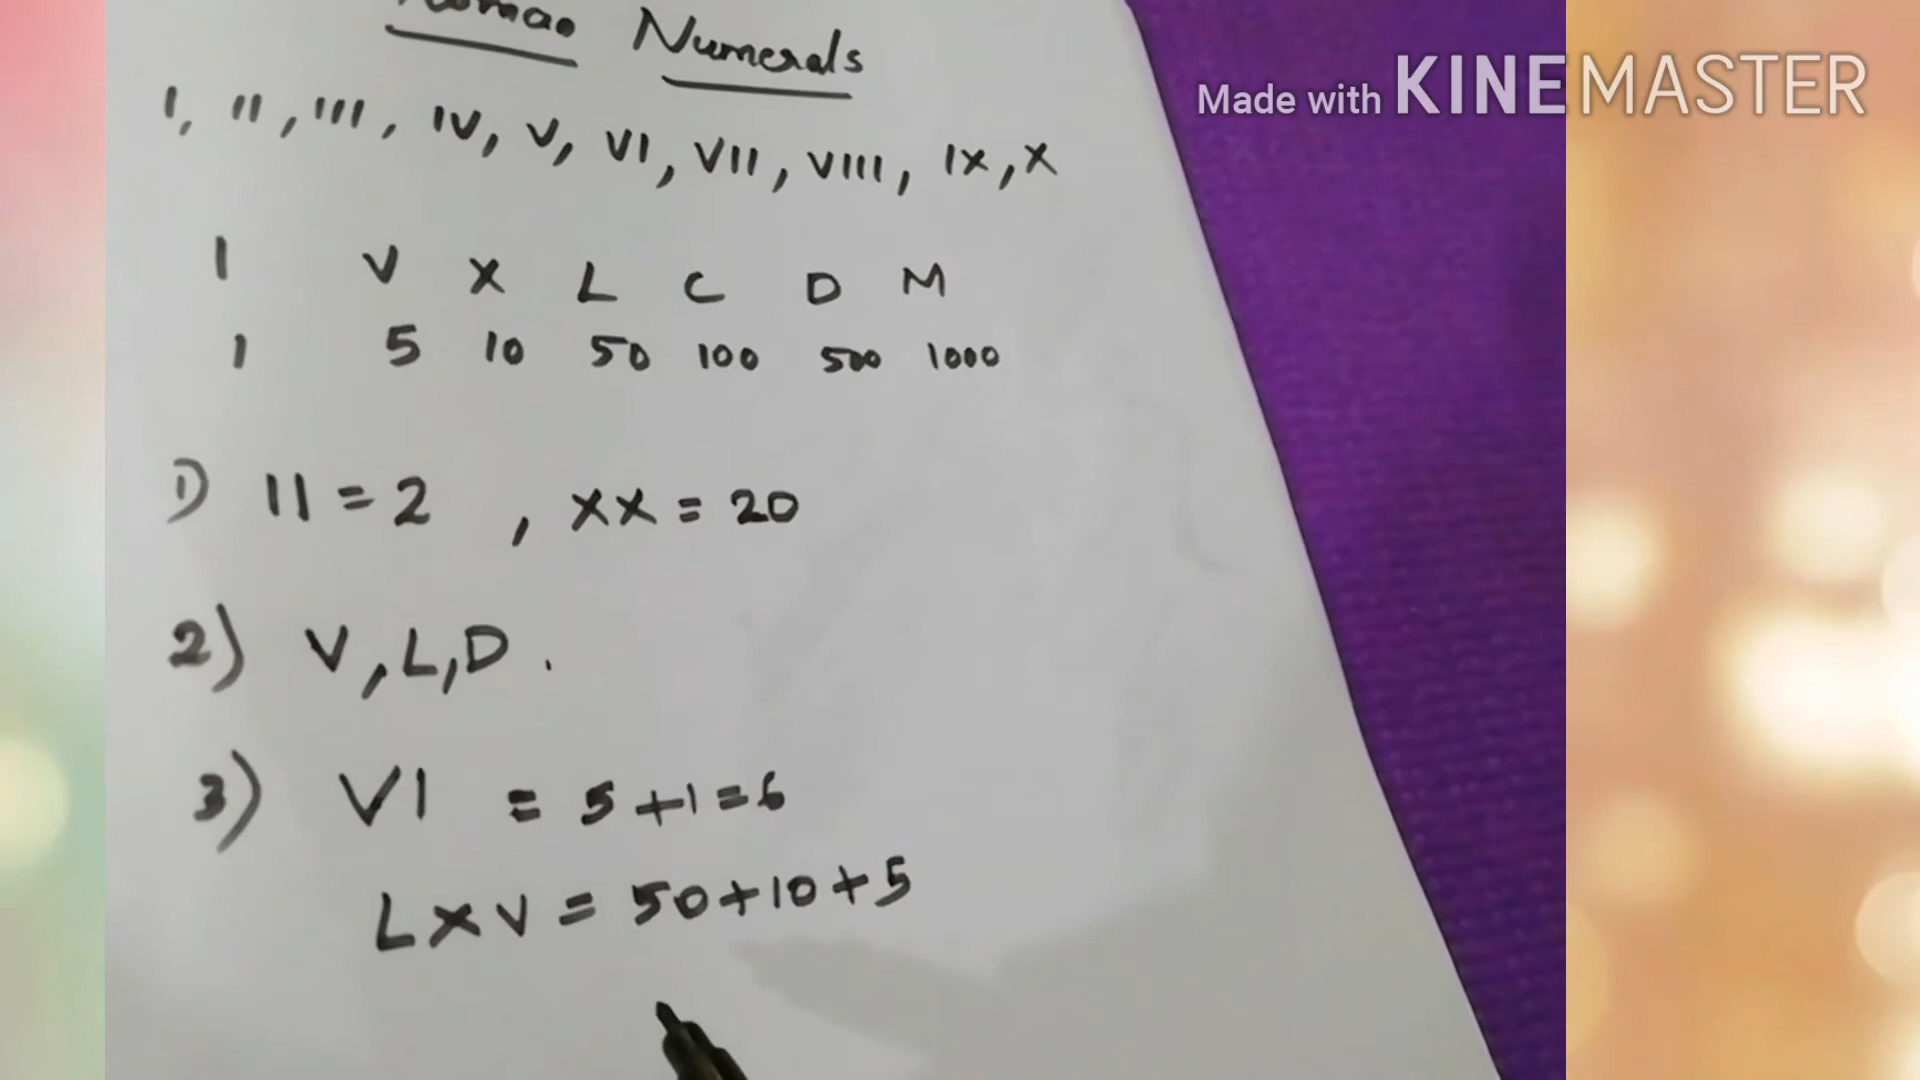 Roman Numerals
Made with KINEMASTER
I, II, III, IV, V, VI, VII, VIII, IX, X
I V X L C D M
1 5 10 50 100 500 1000
1) II = 2 , XX = 20
2) V, L, D .
3) VI = 5+1=6
LXV = 50+10+5